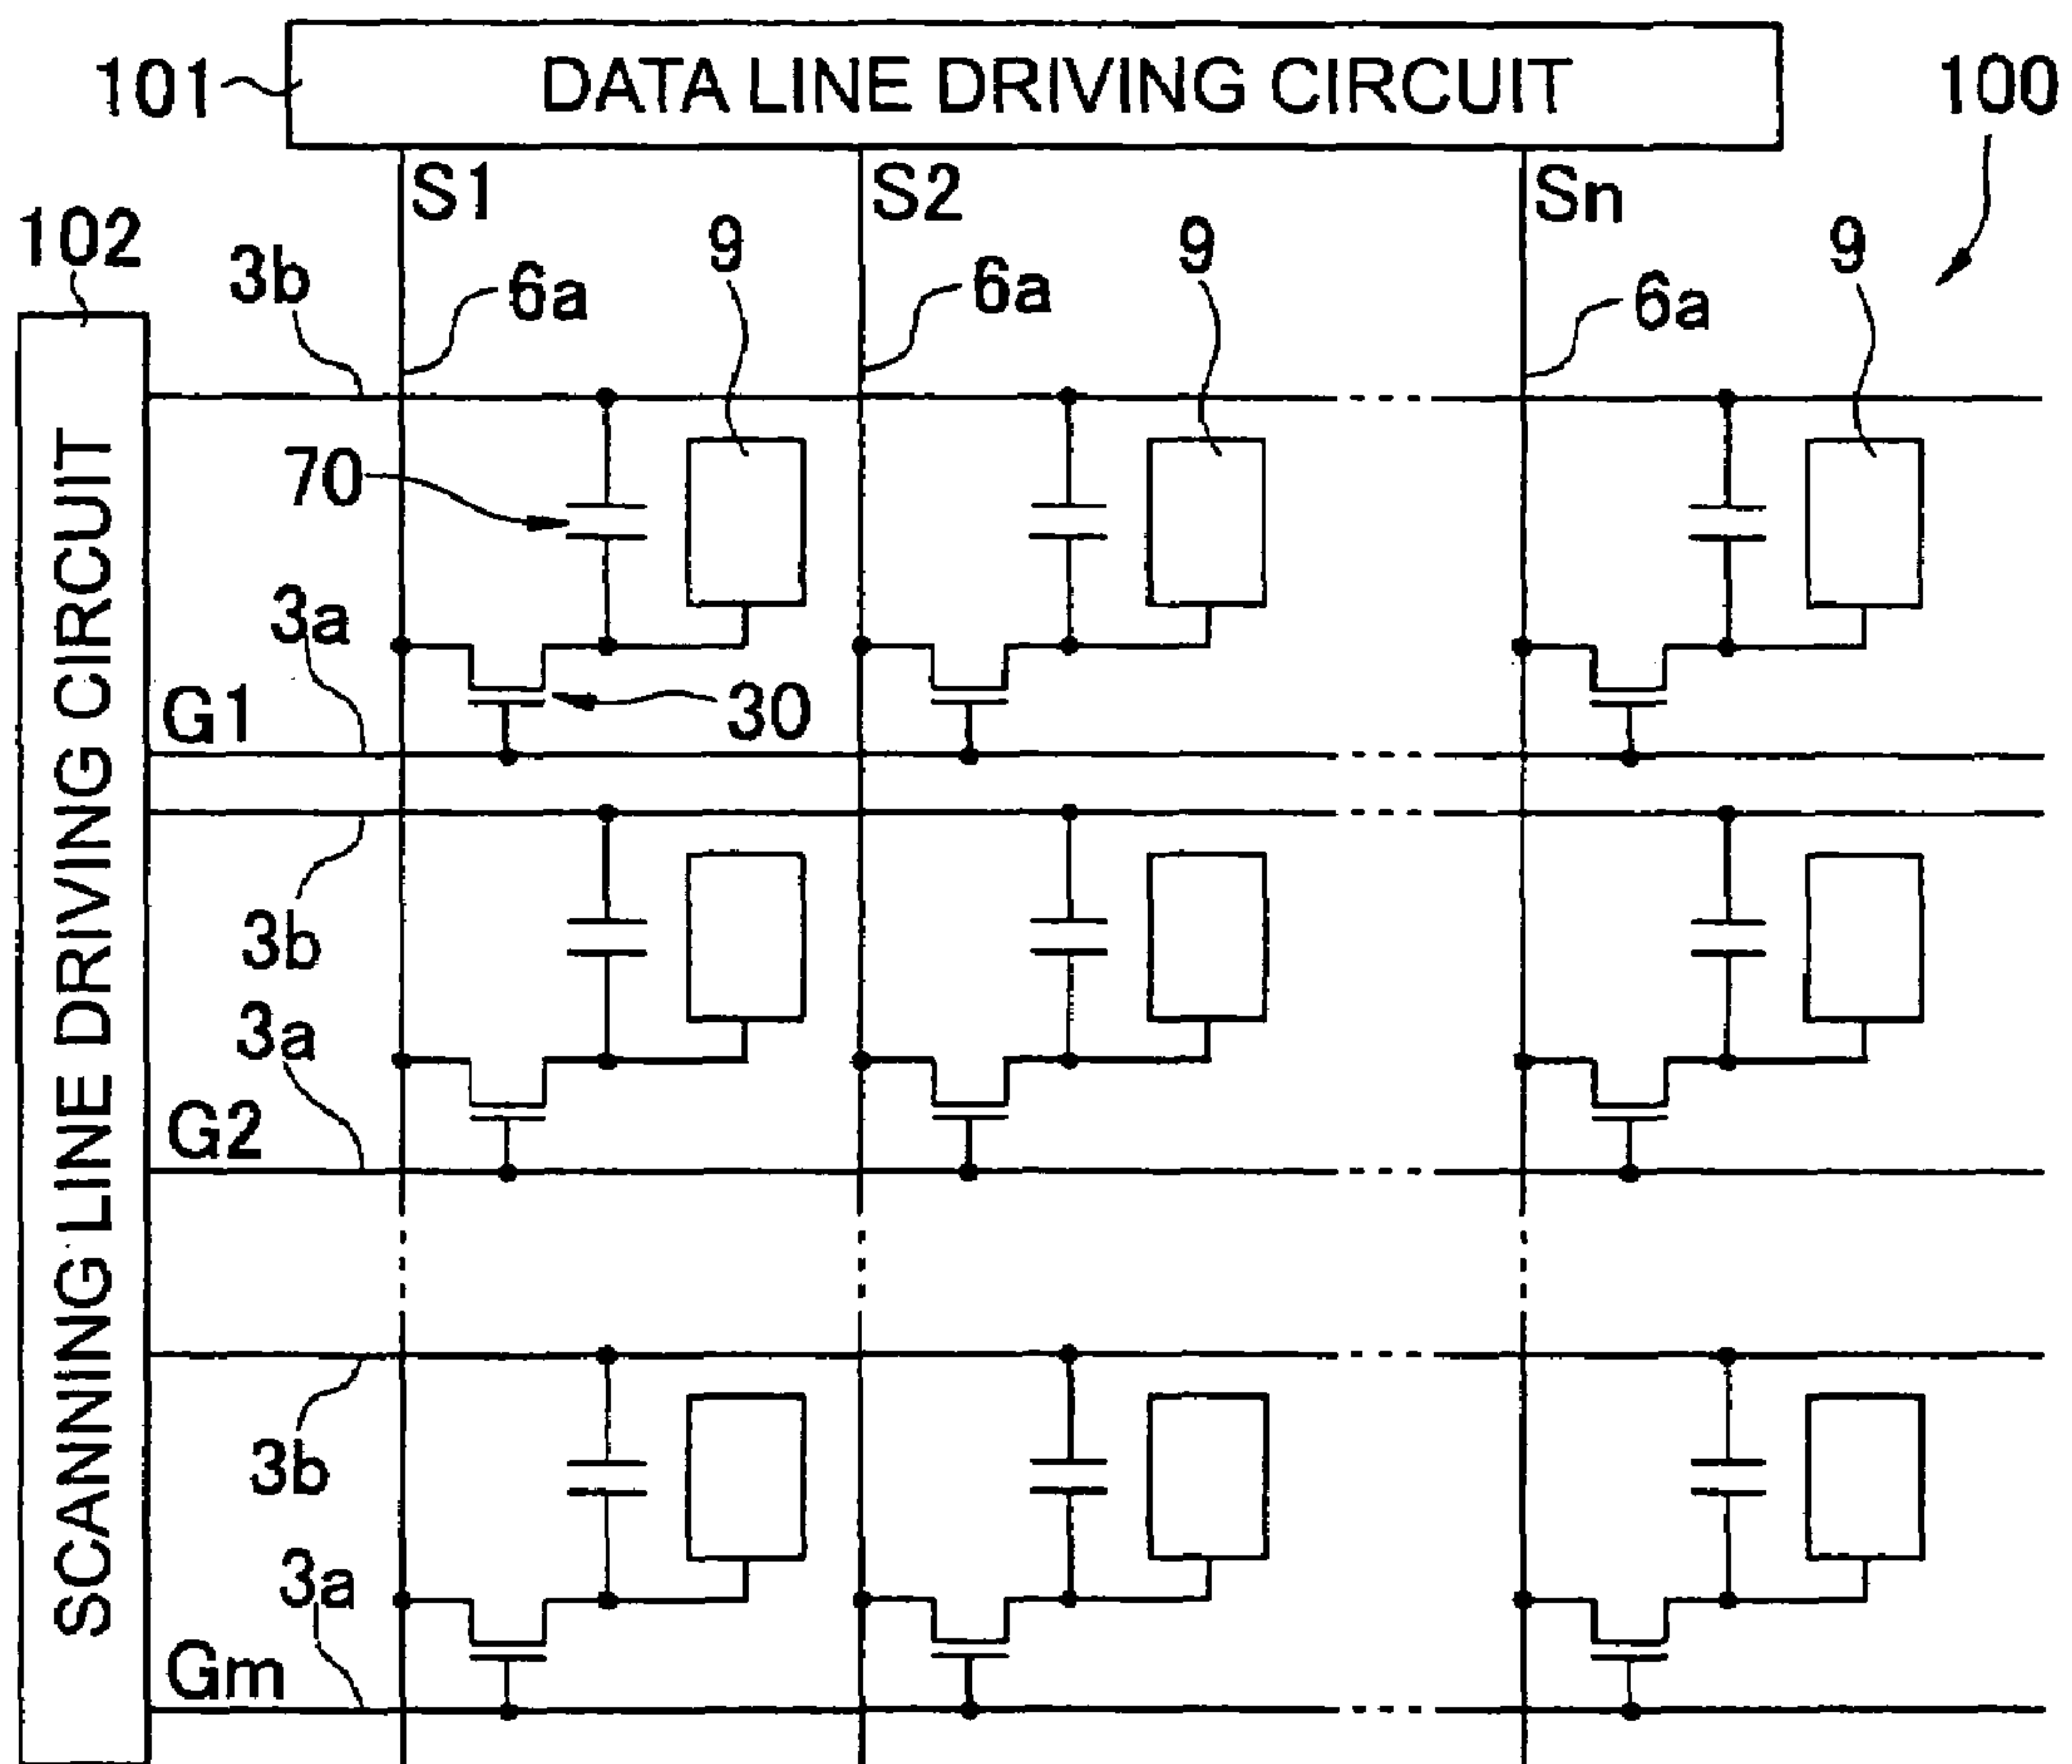 101
DATA LINE DRIVING CIRCUIT
100
S1
S2
Sn
102
3b
6a
9
6a
9
6a
9
70
3a
G1
30
SCANNING LINE DRIVING CIRCUIT
3b
3a
G2
3b
3a
Gm